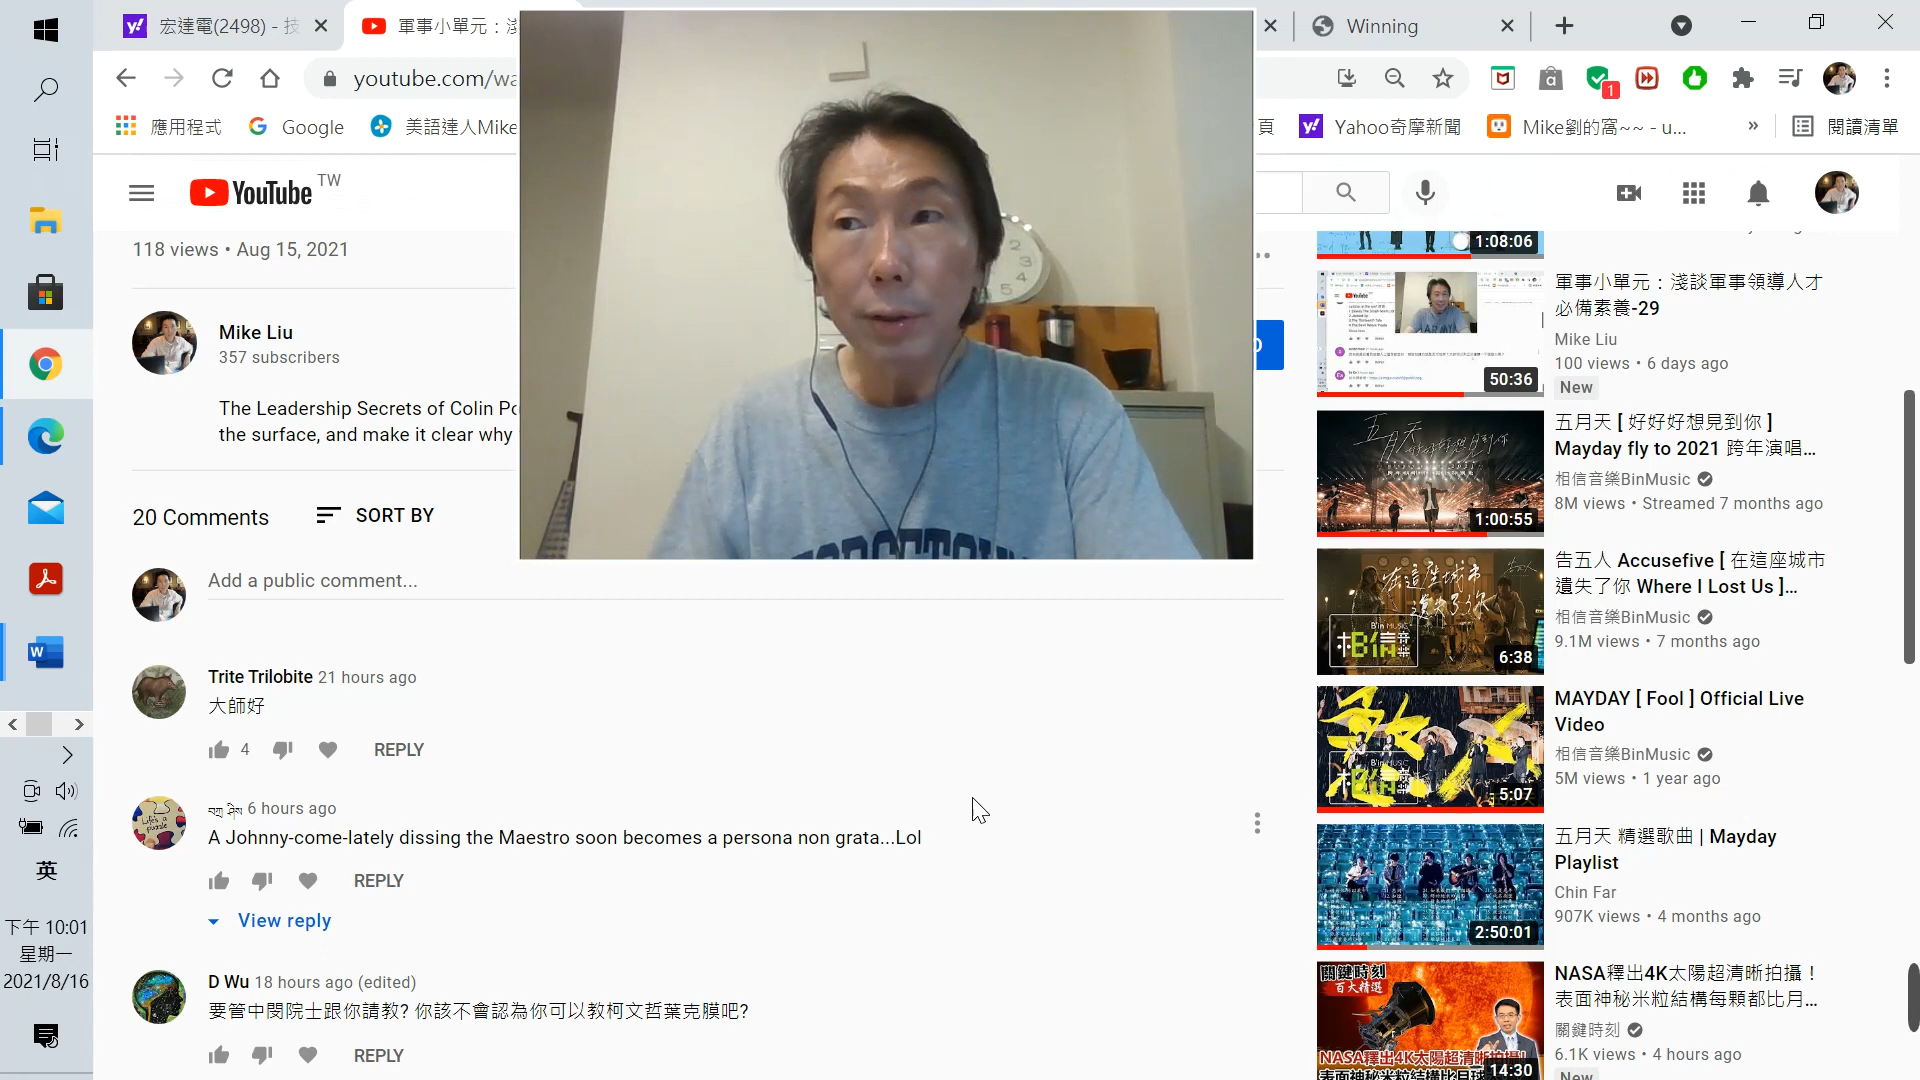 宏達電(2498) - 技
軍事小單元：淺
Winning
youtube.com/wa
1
應用程式
Google
美語達人Mike
頁
Yahoo奇摩新聞
Mike劉的窩~~ - u...
»
閱讀清單
YouTube TW
118 views • Aug 15, 2021
Mike Liu
357 subscribers
The Leadership Secrets of Colin Po
the surface, and make it clear why
20 Comments
SORT BY
Add a public comment...
Trite Trilobite 21 hours ago
大師好
4
REPLY
6 hours ago
A Johnny-come-lately dissing the Maestro soon becomes a persona non grata...Lol
REPLY
View reply
D Wu 18 hours ago (edited)
要管中閔院士跟你請教? 你該不會認為你可以教柯文哲葉克膜吧?
REPLY
英
下午 10:01
星期一
2021/8/16
1:08:06
軍事小單元：淺談軍事領導人才
必備素養-29
Mike Liu
100 views • 6 days ago
New
50:36
五月天 [ 好好好想見到你 ]
Mayday fly to 2021 跨年演唱...
相信音樂BinMusic
8M views • Streamed 7 months ago
1:00:55
告五人 Accusefive [ 在這座城市
遺失了你 Where I Lost Us ]...
相信音樂BinMusic
9.1M views • 7 months ago
6:38
MAYDAY [ Fool ] Official Live
Video
相信音樂BinMusic
5M views • 1 year ago
5:07
五月天 精選歌曲 | Mayday
Playlist
Chin Far
907K views • 4 months ago
2:50:01
NASA釋出4K太陽超清晰拍攝！
表面神秘米粒結構每顆都比月...
關鍵時刻
6.1K views • 4 hours ago
New
關鍵時刻
百大精選
14:30